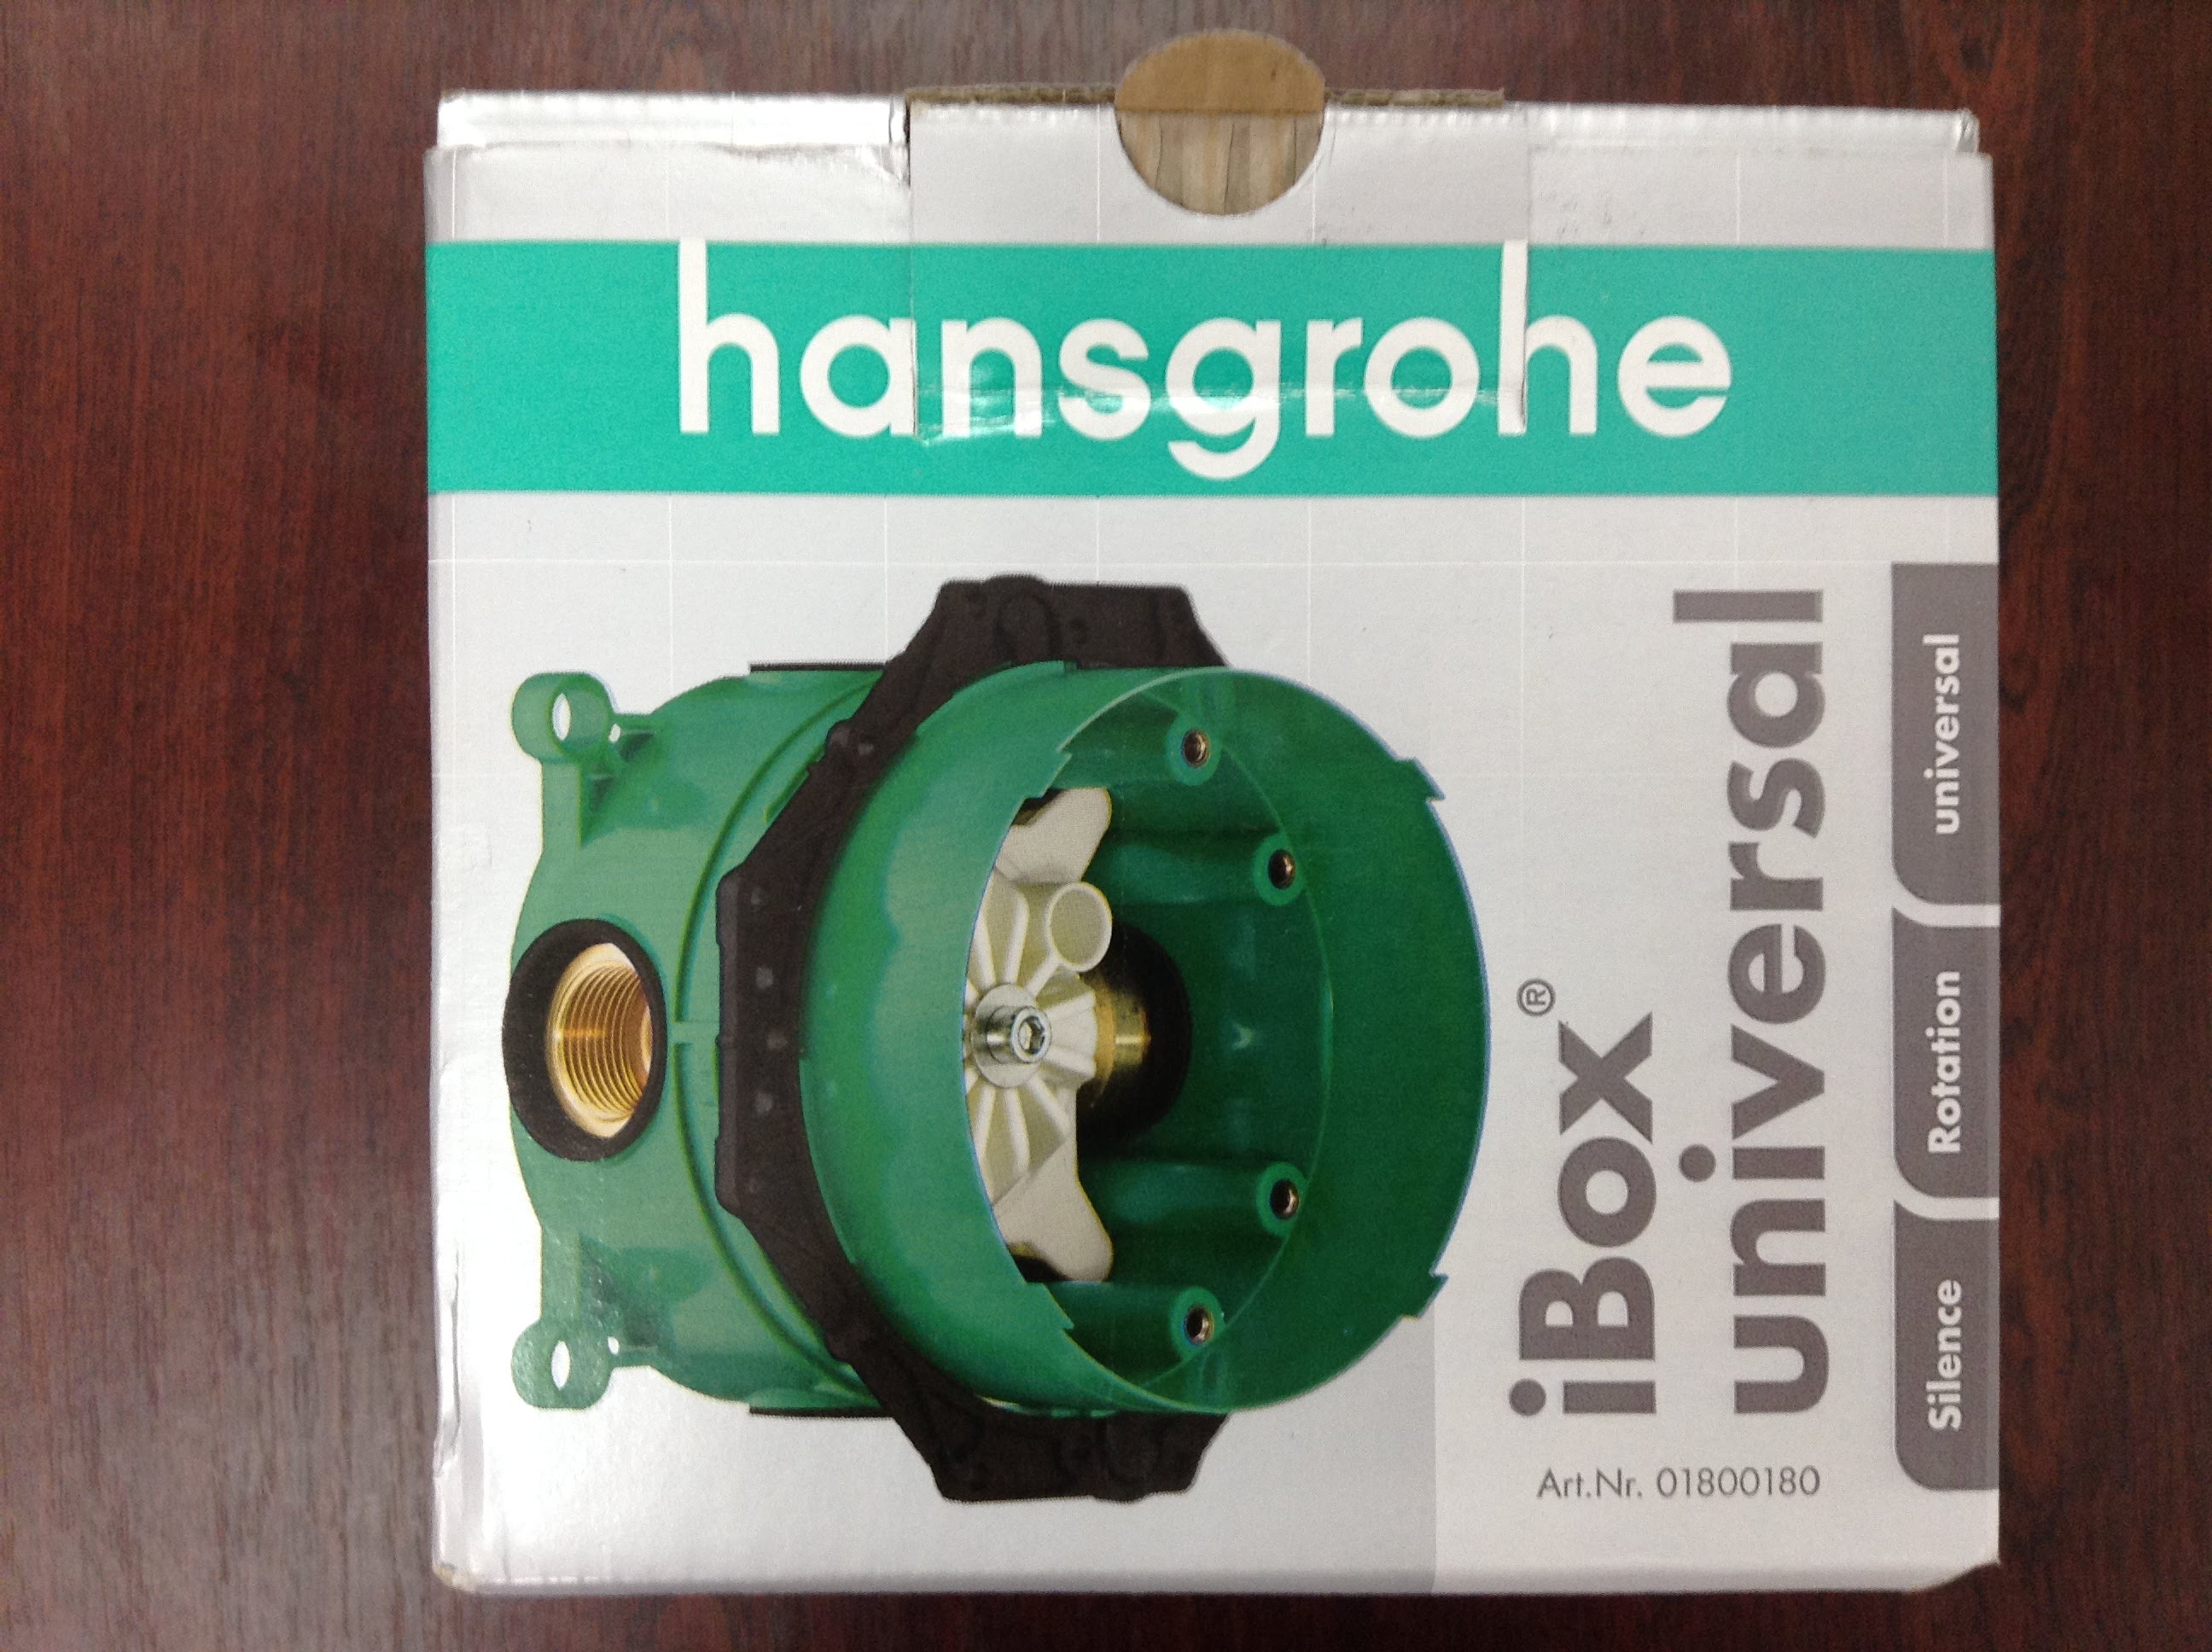 hansgrohe
iBox®
universal
Art.Nr. 01800180
Silence
Rotation
universal